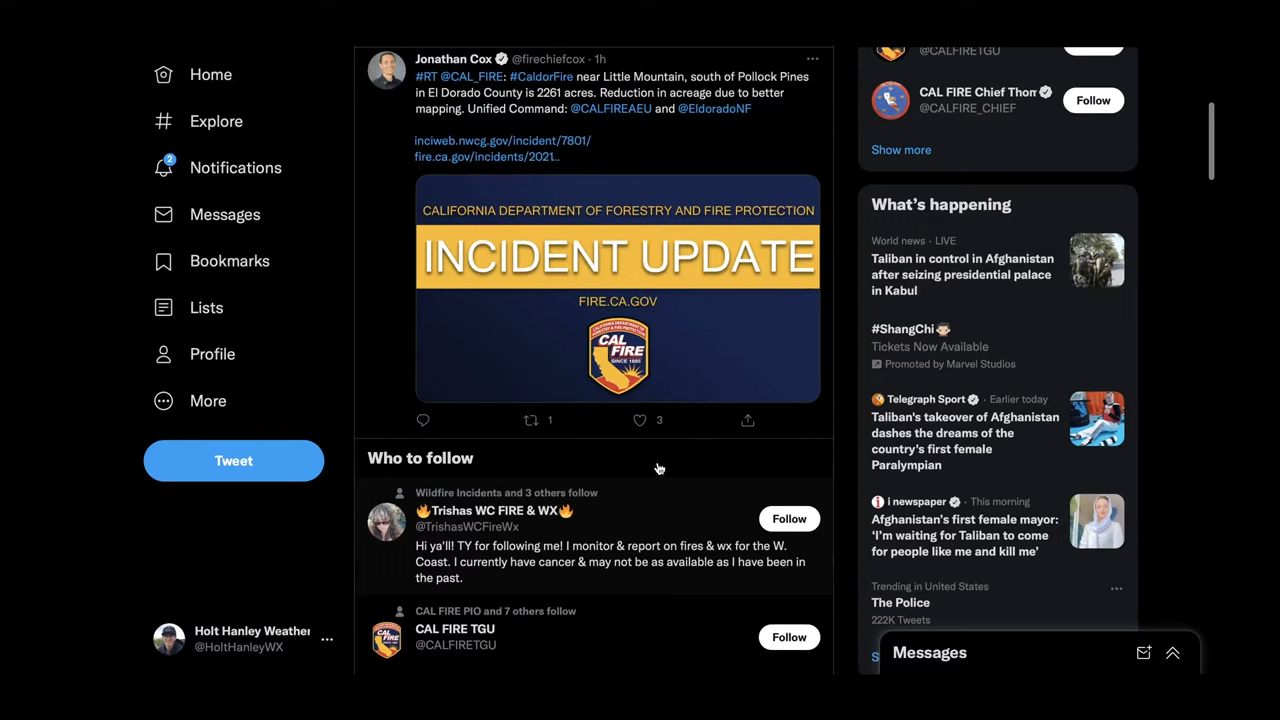 Home
Explore
2
Notifications
Messages
Bookmarks
Lists
Profile
More
Tweet
Holt Hanley Weather
@HoltHanleyWX
Jonathan Cox @firechiefcox · 1h
#RT @CAL_FIRE: #CaldorFire near Little Mountain, south of Pollock Pines
in El Dorado County is 2261 acres. Reduction in acreage due to better
mapping. Unified Command: @CALFIREAEU and @EldoradoNF
inciweb.nwcg.gov/incident/7801/
fire.ca.gov/incidents/2021..
CALIFORNIA DEPARTMENT OF FORESTRY AND FIRE PROTECTION
INCIDENT UPDATE
FIRE.CA.GOV
CAL
FIRE
SINCE 1885
1
3
Who to follow
Wildfire Incidents and 3 others follow
🔥Trishas WC FIRE & WX🔥
@TrishasWCFireWx
Follow
Hi ya'll! TY for following me! I monitor & report on fires & wx for the W.
Coast. I currently have cancer & may not be as available as I have been in
the past.
CAL FIRE PIO and 7 others follow
CAL FIRE TGU
@CALFIRETGU
Follow
@CALFIRETGU
CAL FIRE Chief Thom
@CALFIRE_CHIEF
Follow
Show more
What's happening
World news · LIVE
Taliban in control in Afghanistan
after seizing presidential palace
in Kabul
#ShangChi
Tickets Now Available
Promoted by Marvel Studios
Telegraph Sport · Earlier today
Taliban's takeover of Afghanistan
dashes the dreams of the
country's first female
Paralympian
i newspaper · This morning
Afghanistan's first female mayor:
'I'm waiting for Taliban to come
for people like me and kill me'
Trending in United States
The Police
222K Tweets
Messages